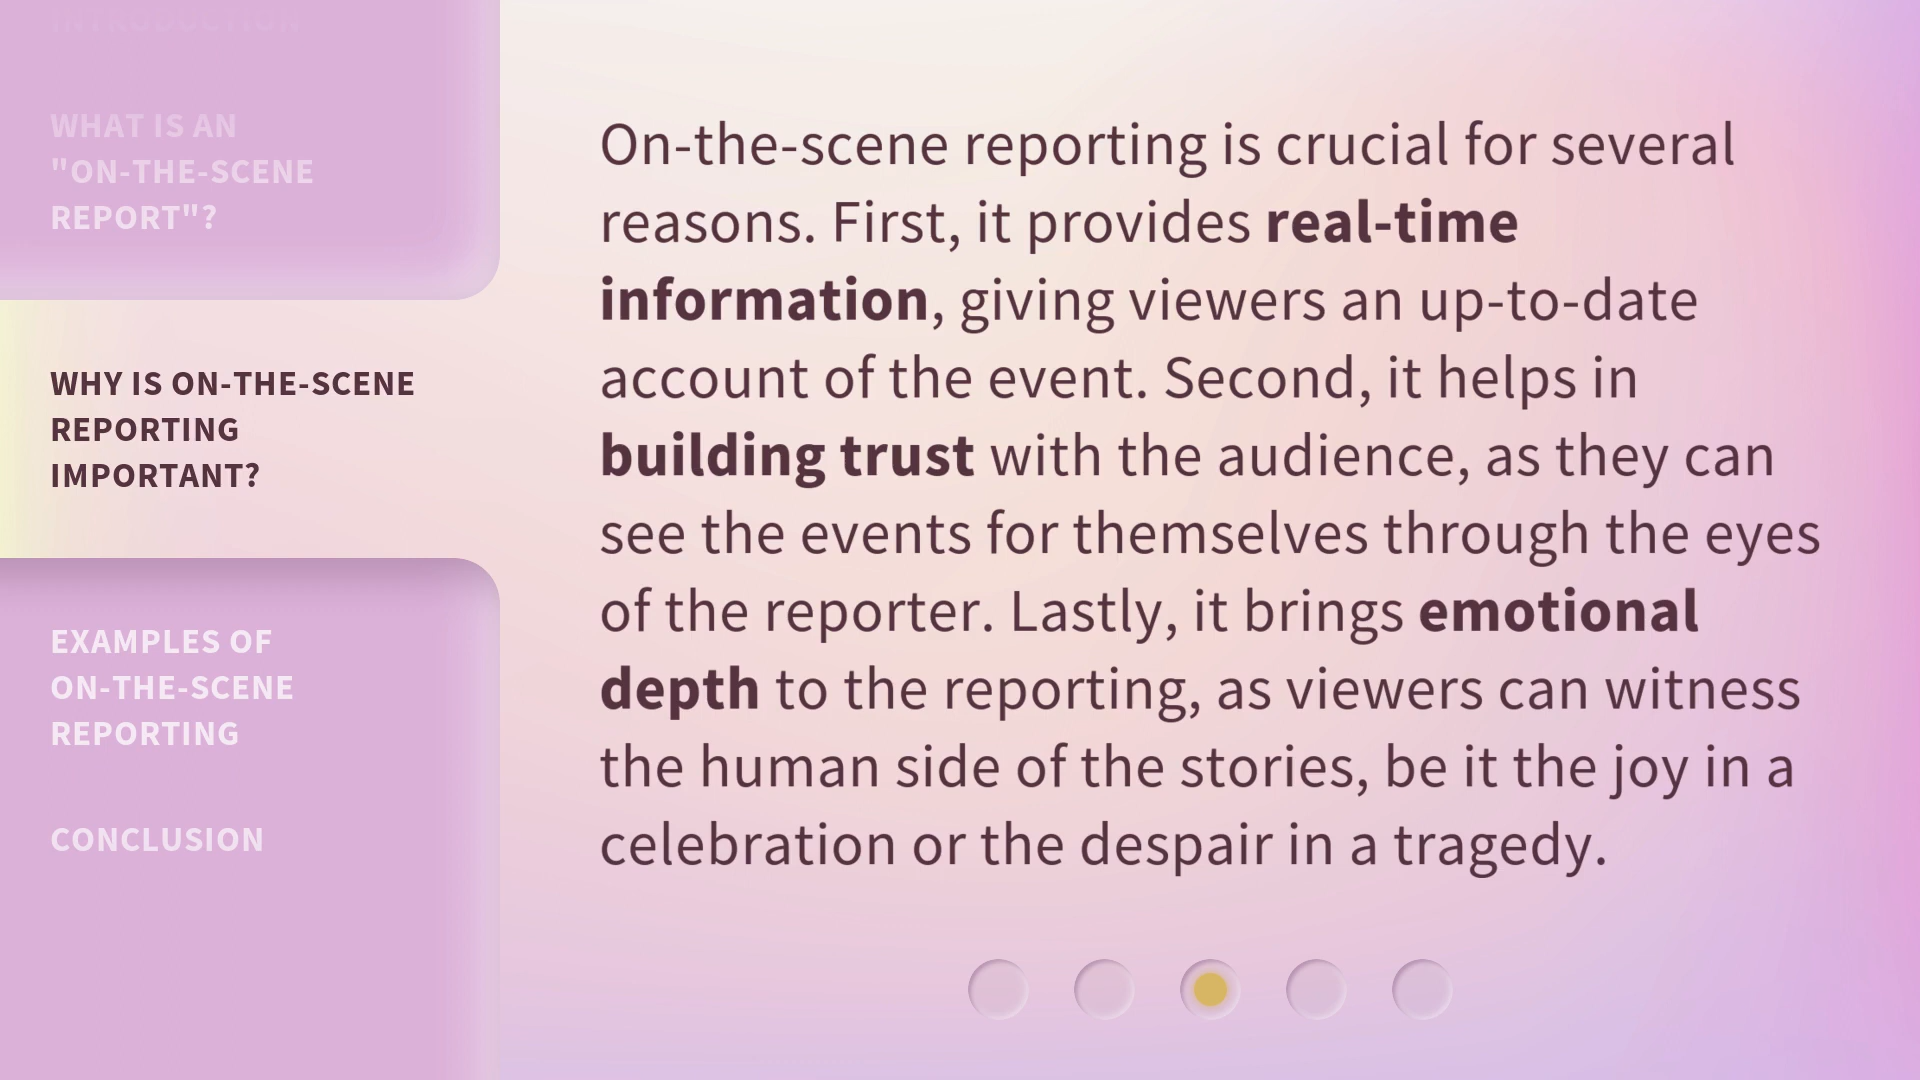 INTRODUCTION
WHAT IS AN
"ON-THE-SCENE
REPORT"?
WHY IS ON-THE-SCENE
REPORTING
IMPORTANT?
EXAMPLES OF
ON-THE-SCENE
REPORTING
CONCLUSION
On-the-scene reporting is crucial for several
reasons. First, it provides real-time
information, giving viewers an up-to-date
account of the event. Second, it helps in
building trust with the audience, as they can
see the events for themselves through the eyes
of the reporter. Lastly, it brings emotional
depth to the reporting, as viewers can witness
the human side of the stories, be it the joy in a
celebration or the despair in a tragedy.